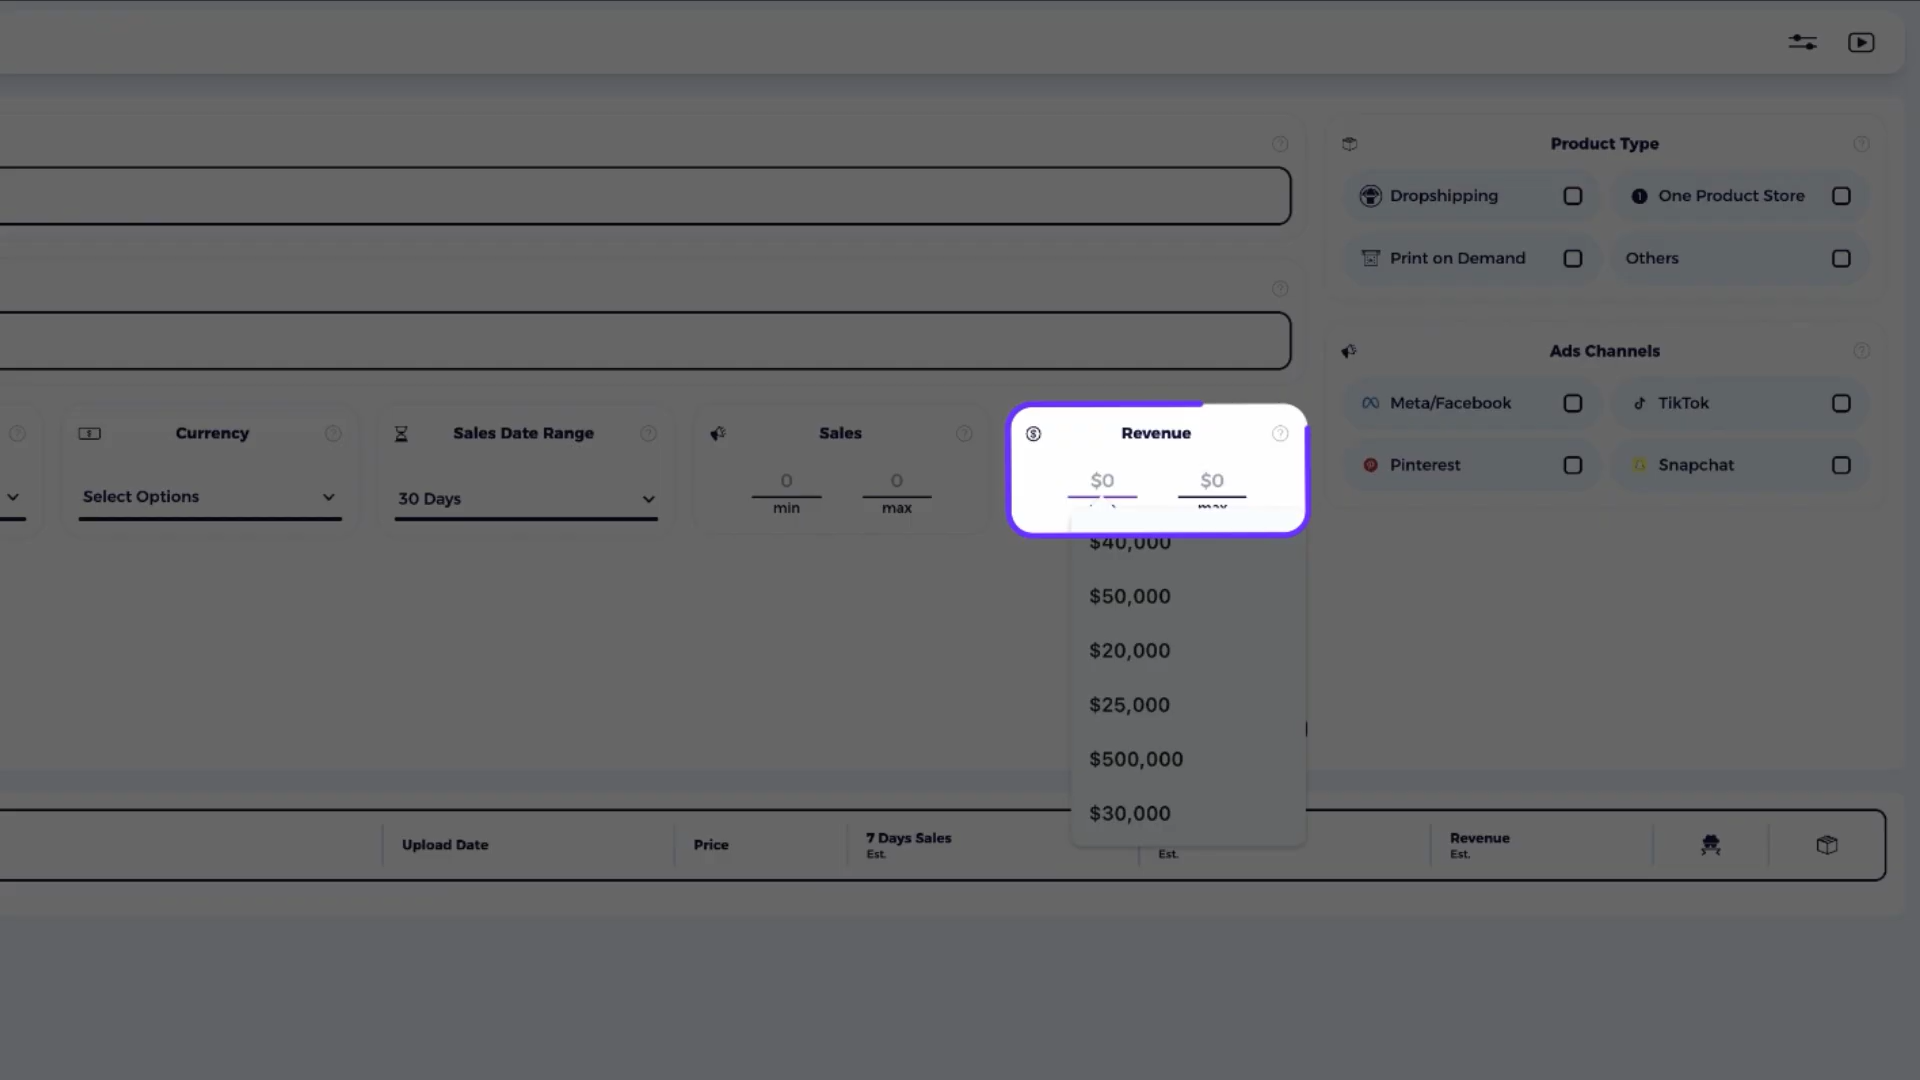 Product Type
Dropshipping
One Product Store
Print on Demand
Others
Ads Channels
Meta/Facebook
TikTok
Pinterest
Snapchat
Currency
Select Options
Sales Date Range
30 Days
Sales
0
0
min
max
Revenue
$0
$0
max
$40,000
$50,000
$20,000
$25,000
$500,000
$30,000
Upload Date
Price
7 Days Sales
Est.
Est.
Revenue
Est.